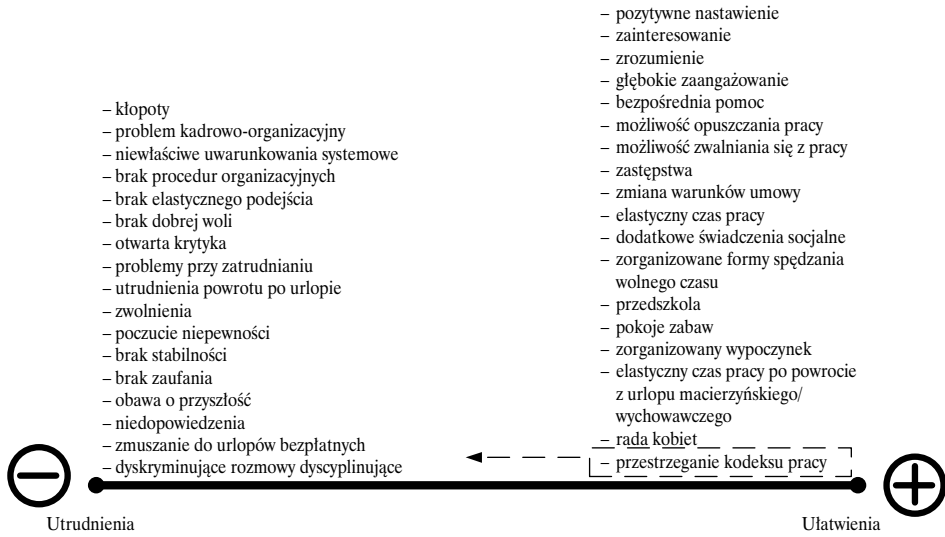 – kłopoty
– problem kadrowo-organizacyjny
– niewłaściwe uwarunkowania systemowe
– brak procedur organizacyjnych
– brak elastycznego podejścia
– brak dobrej woli
– otwarta krytyka
– problemy przy zatrudnianiu
– utrudnienia powrotu po urlopie
– zwolnienia
– poczucie niepewności
– brak stabilności
– brak zaufania
– obawa o przyszłość
– niedopowiedzenia
– zmuszanie do urlopów bezpłatnych
– dyskryminujące rozmowy dyscyplinujące
Utrudnienia
– pozytywne nastawienie
– zainteresowanie
– zrozumienie
– głębokie zaangażowanie
– bezpośrednia pomoc
– możliwość opuszczania pracy
– możliwość zwalniania się z pracy
– zastępstwa
– zmiana warunków umowy
– elastyczny czas pracy
– dodatkowe świadczenia socjalne
– zorganizowane formy spędzania
wolnego czasu
– przedszkola
– pokoje zabaw
– zorganizowany wypoczynek
– elastyczny czas pracy po powrocie
z urlopu macierzyńskiego/
wychowawczego
– rada kobiet
– przestrzeganie kodeksu pracy
Ułatwienia